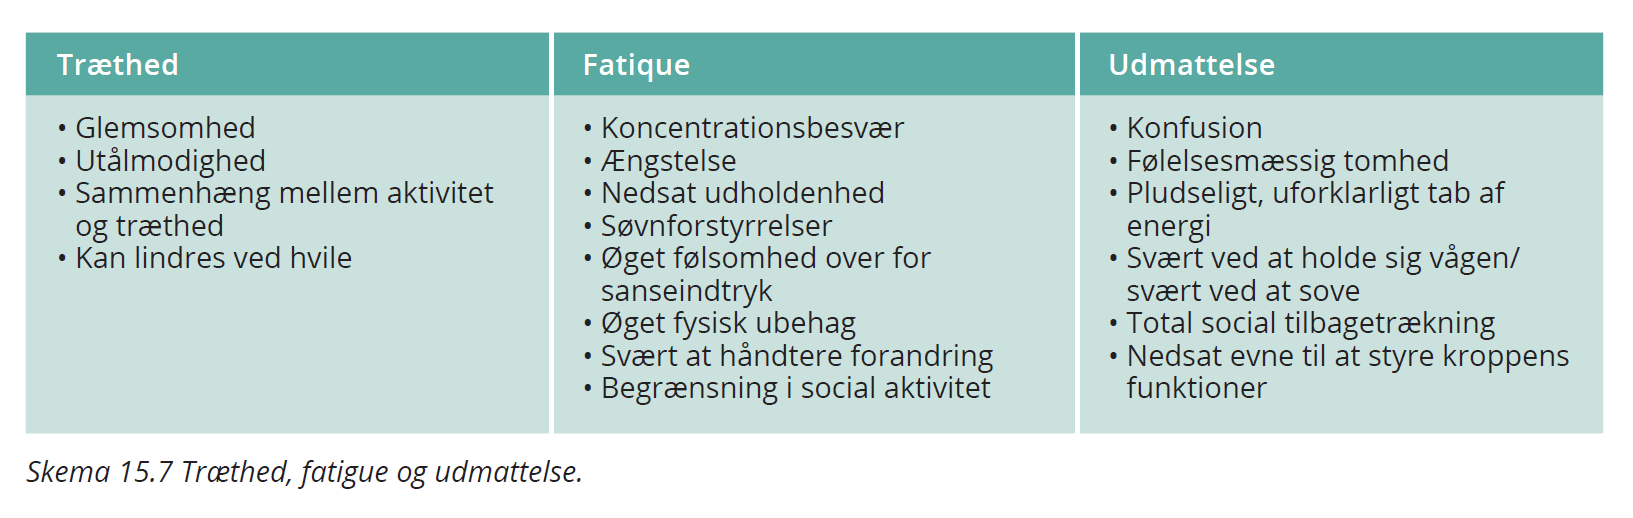 Træthed
• Glemsomhed
• Utålmodighed
• Sammenhæng mellem aktivitet
og træthed
• Kan lindres ved hvile
Fatique
• Koncentrationsbesvær
• Ængstelse
• Nedsat udholdenhed
• Søvnforstyrrelser
• Øget følsomhed over for
sanseindtryk
• Øget fysisk ubehag
• Svært at håndtere forandring
• Begrænsning i social aktivitet
Udmattelse
• Konfusion
• Følelsesmæssig tomhed
• Pludseligt, uforklarligt tab af
energi
• Svært ved at holde sig vågen/
svært ved at sove
• Total social tilbagetrækning
• Nedsat evne til at styre kroppens
funktioner
Skema 15.7 Træthed, fatigue og udmattelse.